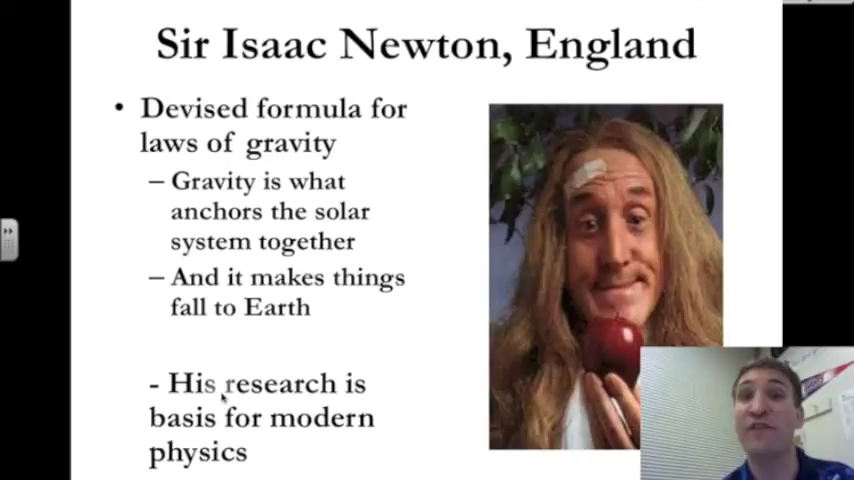 Sir Isaac Newton, England
• Devised formula for
laws of gravity
– Gravity is what
anchors the solar
system together
– And it makes things
fall to Earth
- His research is
basis for modern
physics